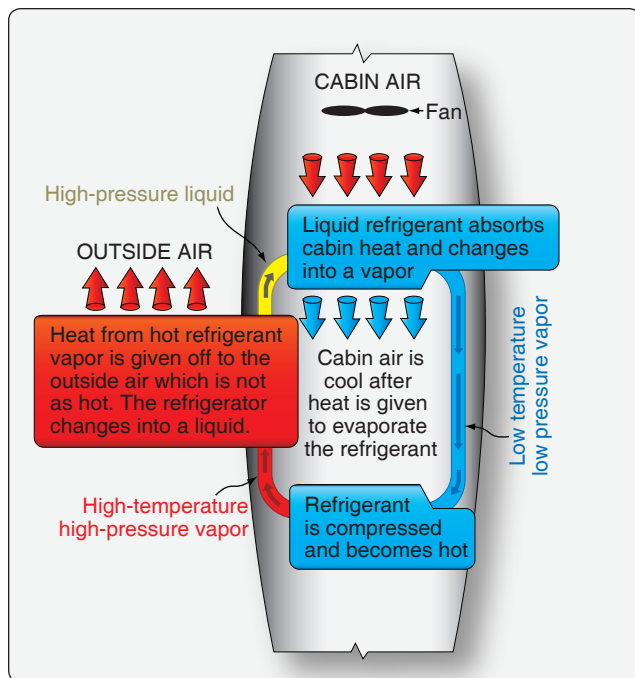 CABIN AIR
Fan
High-pressure liquid
Liquid refrigerant absorbs
cabin heat and changes
into a vapor
OUTSIDE AIR
Heat from hot refrigerant
vapor is given off to the
outside air which is not
as hot. The refrigerator
changes into a liquid.
Cabin air is
cool after
heat is given
to evaporate
the refrigerant
Low temperature
low pressure vapor
High-temperature
high-pressure vapor
Refrigerant
is compressed
and becomes hot